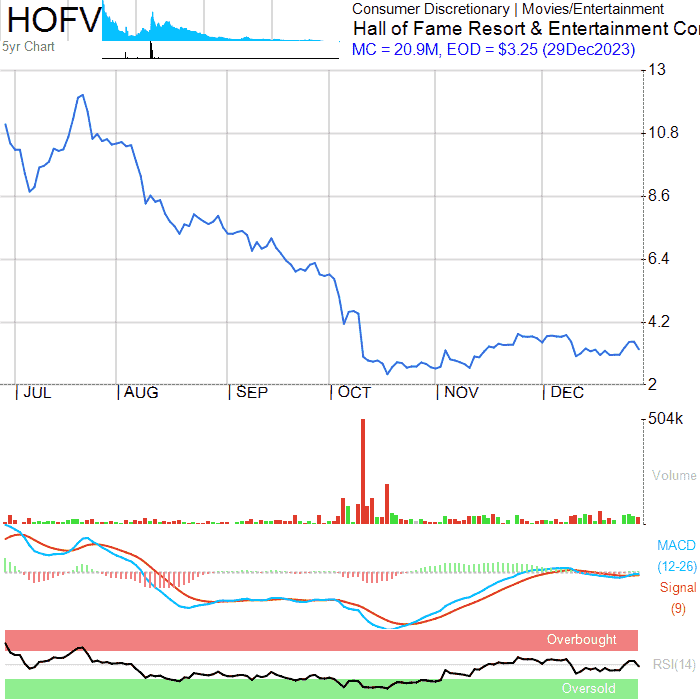 HOFV
5yr Chart
Consumer Discretionary | Movies/Entertainment
Hall of Fame Resort & Entertainment Co
MC = 20.9M, EOD = $3.25 (29Dec2023)
13
10.8
8.6
6.4
4.2
2
JUL AUG SEP OCT NOV DEC
504k
Volume
MACD
(12-26)
Signal
(9)
Overbought
RSI(14)
Oversold